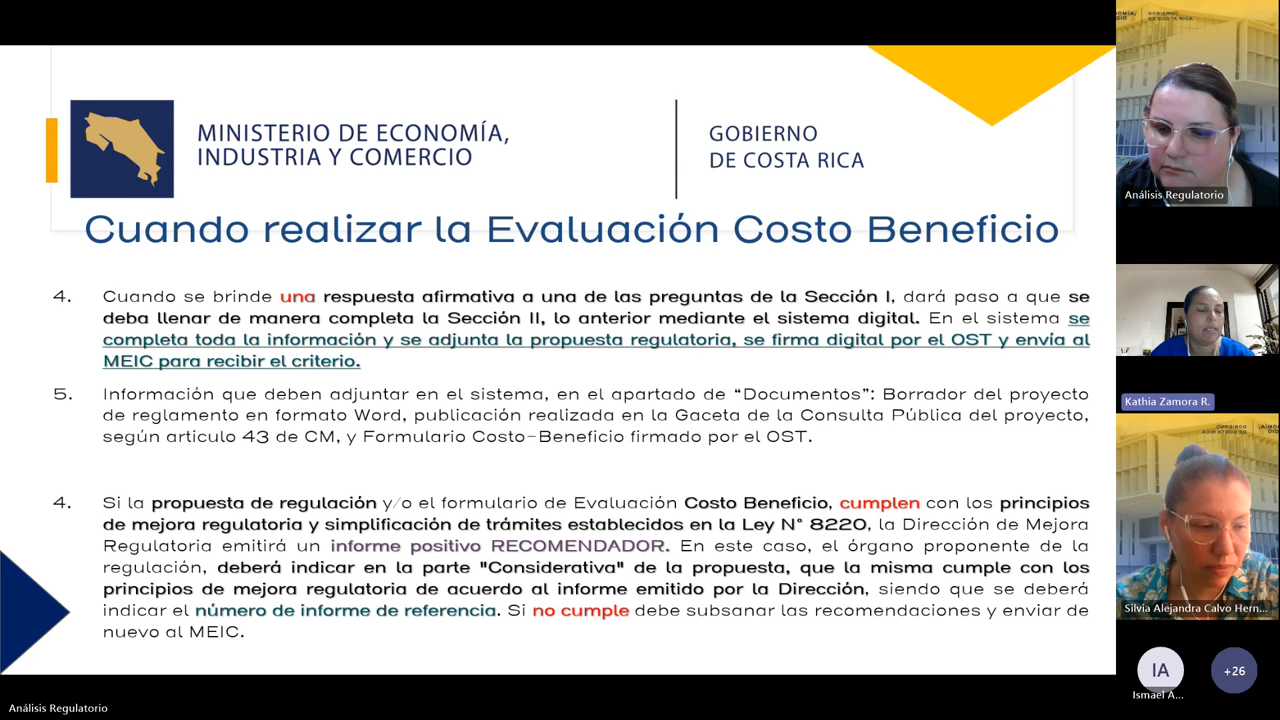 MINISTERIO DE ECONOMÍA,
INDUSTRIA Y COMERCIO
GOBIERNO
DE COSTA RICA
Cuando realizar la Evaluación Costo Beneficio
4. Cuando se brinde una respuesta afirmativa a una de las preguntas de la Sección I, dará paso a que se
deba llenar de manera completa la Sección II, lo anterior mediante el sistema digital. En el sistema se
completa toda la información y se adjunta la propuesta regulatoria, se firma digital por el OST y envía al
MEIC para recibir el criterio.
5. Información que deben adjuntar en el sistema, en el apartado de “Documentos”: Borrador del proyecto
de reglamento en formato Word, publicación realizada en la Gaceta de la Consulta Pública del proyecto,
según articulo 43 de CM, y Formulario Costo-Beneficio firmado por el OST.
4. Si la propuesta de regulación y/o el formulario de Evaluación Costo Beneficio, cumplen con los principios
de mejora regulatoria y simplificación de trámites establecidos en la Ley N° 8220, la Dirección de Mejora
Regulatoria emitirá un informe positivo RECOMENDADOR. En este caso, el órgano proponente de la
regulación, deberá indicar en la parte "Considerativa" de la propuesta, que la misma cumple con los
principios de mejora regulatoria de acuerdo al informe emitido por la Dirección, siendo que se deberá
indicar el número de informe de referencia. Si no cumple debe subsanar las recomendaciones y enviar de
nuevo al MEIC.
Análisis Regulatorio
GOBIERNO
DE COSTA RICA
Análisis Regulatorio
Kathia Zamora R.
Silvia Alejandra Calvo Hern...
IA
+26
Ismael A...